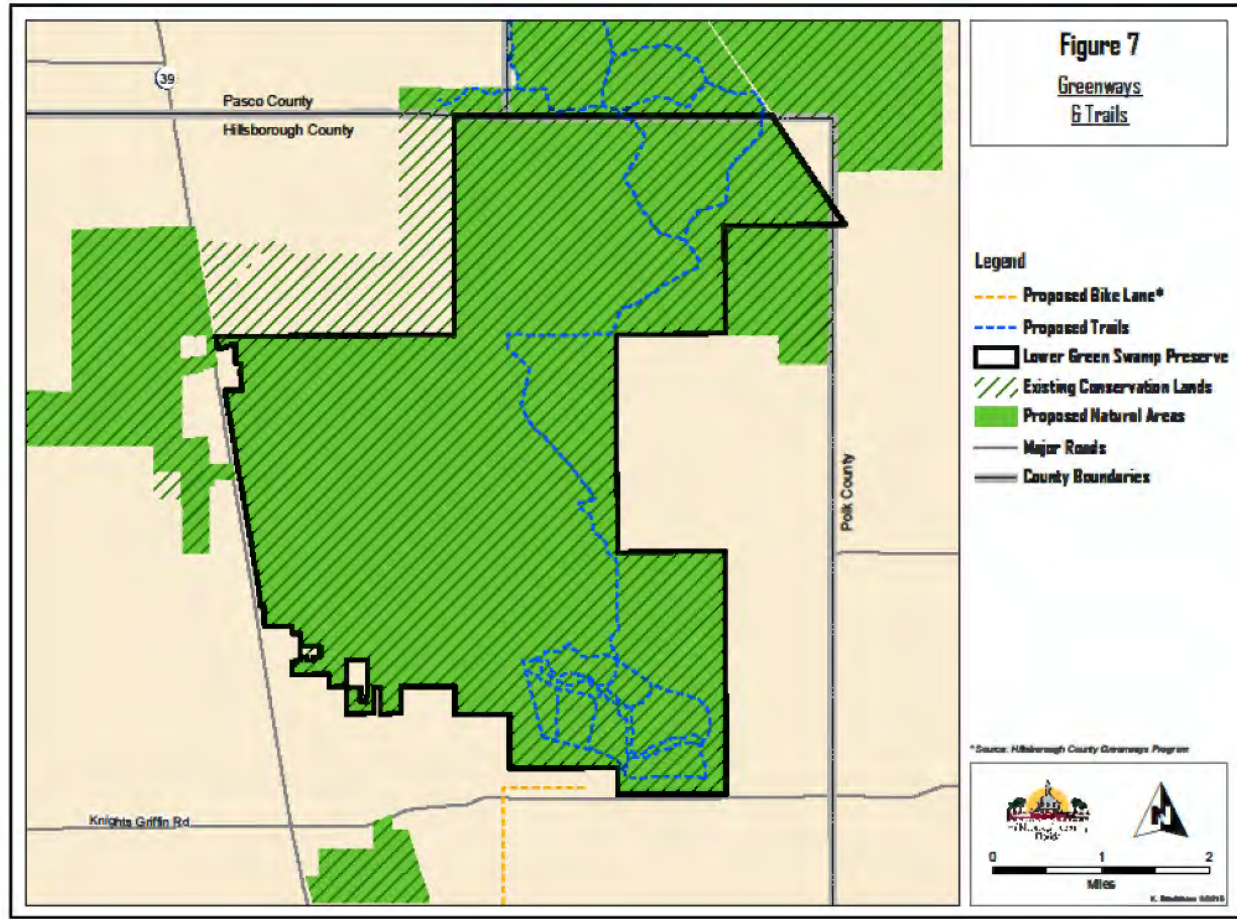 Figure 7
Greenways
& Trails
39
Pasco County
Hillsborough County
Legend
Proposed Bike Lane*
Proposed Trails
Lower Green Swamp Preserve
Existing Conservation Lands
Proposed Natural Areas
Major Roads
County Boundaries
Polk County
Knights Griffin Rd
* Source: Hillsborough County Greenways Program
N
0 1 2
Miles